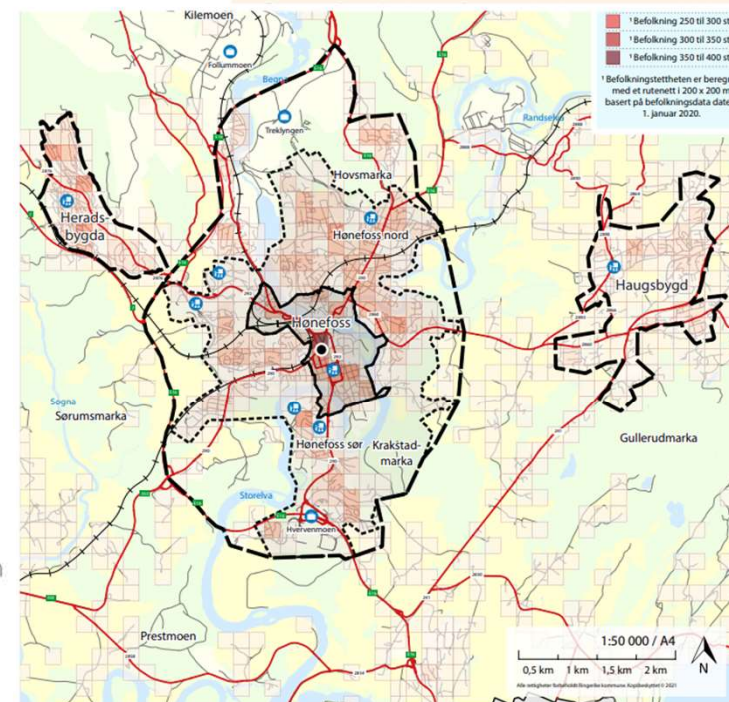 Kilemoen
Follummoen
Begna
Treklyngen
Randselva
¹ Befolkning 250 til 300 st
¹ Befolkning 300 til 350 st
¹ Befolkning 350 til 400 st
¹ Befolkningstettheten er beregn
med et rutenett i 200 x 200 m
basert på befolkningsdata date
1. januar 2020.
Hovsmarka
Herads-
bygda
Hønefoss nord
Haugsbygd
Hønefoss
Sogna
Sørumsmarka
Hønefoss sør
Krakstad-
marka
Gullerudmarka
Storelva
Hvervenmoen
Prestmoen
1:50 000 / A4
0,5 km 1 km 1,5 km 2 km
N